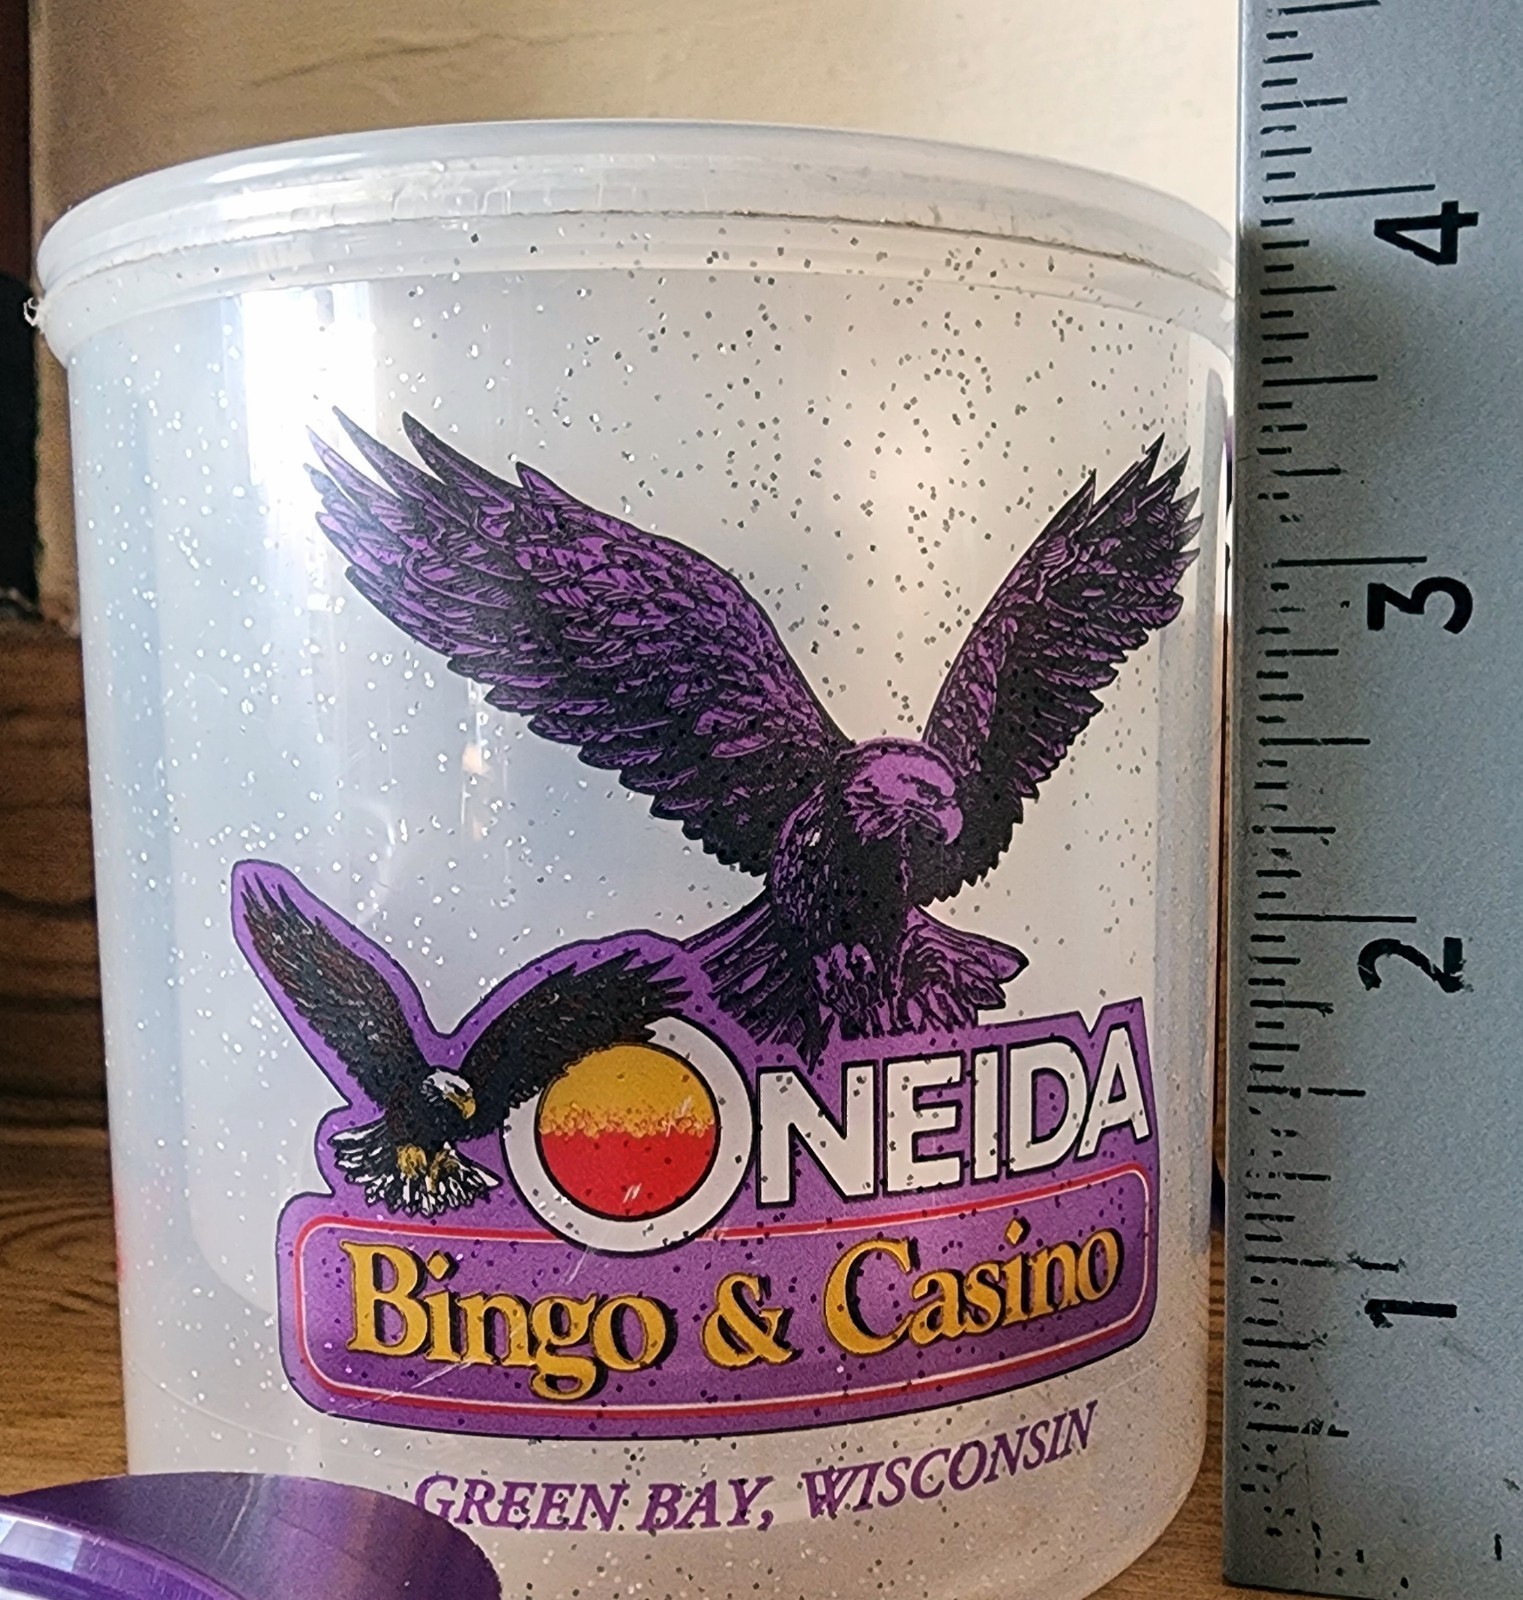 ONEIDA
Bingo & Casino
GREEN BAY, WISCONSIN
4
3
2
1